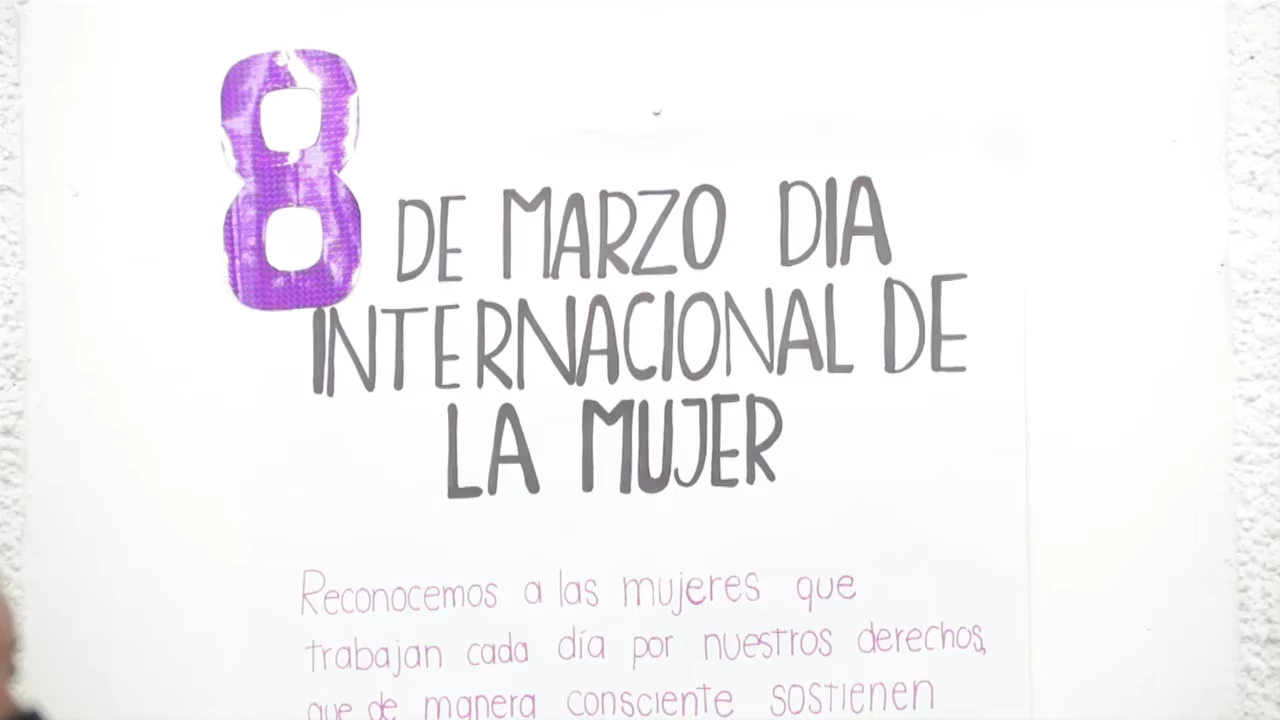 8 DE MARZO DIA
INTERNACIONAL DE
LA MUJER
Reconocemos a las mujeres que
trabajan cada día por nuestros derechos,
que de manera consciente sostienen